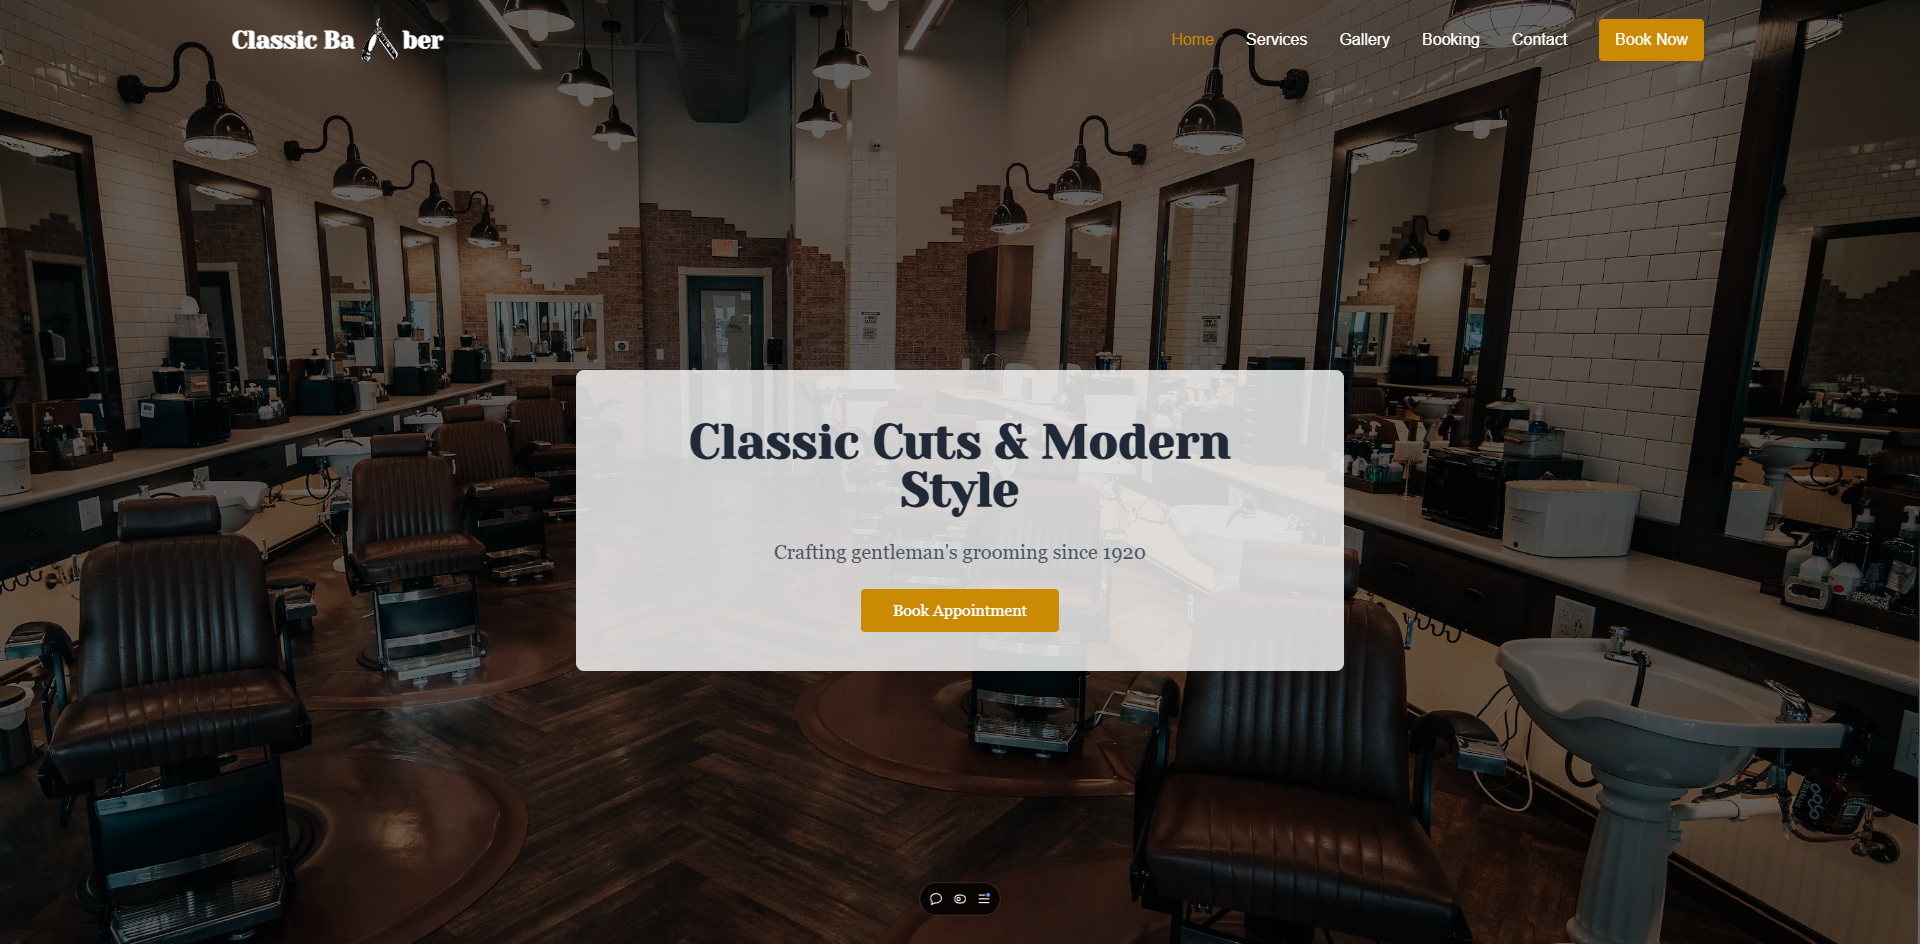 Classic Ba ber
Home Services Gallery Booking Contact Book Now
Classic Cuts & Modern
Style
Crafting gentleman's grooming since 1920
Book Appointment